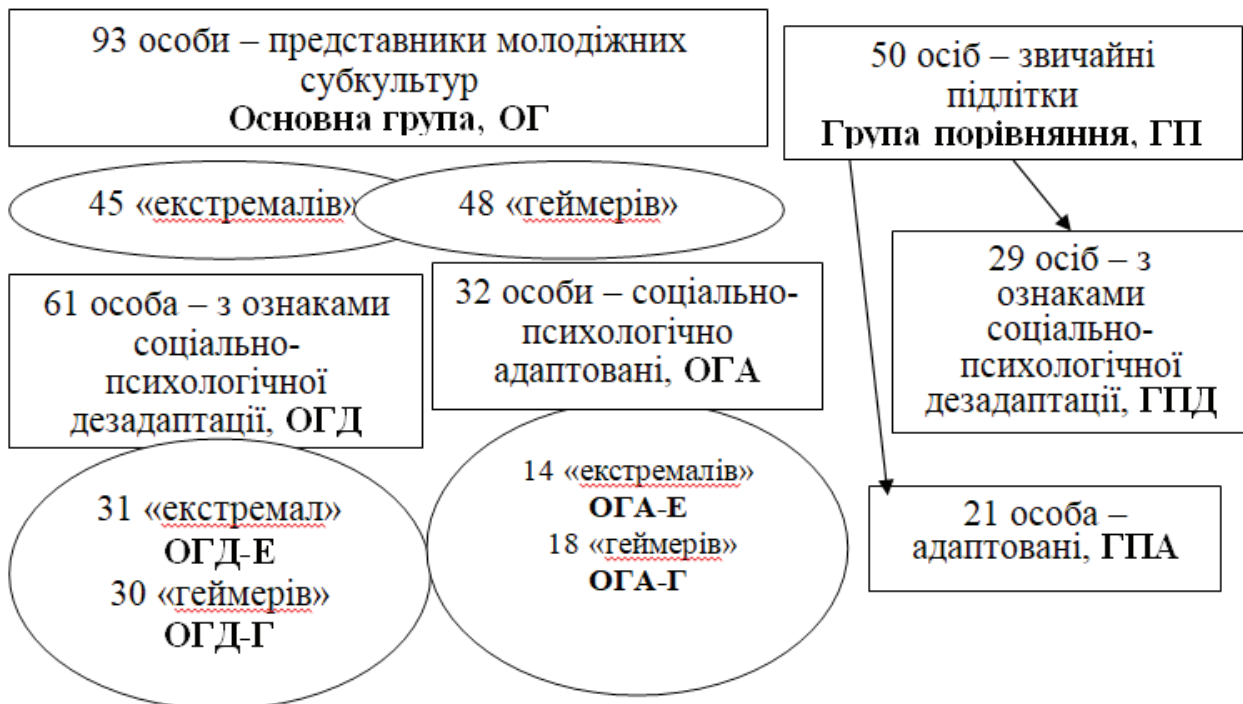 93 особи – представники молодіжних
субкультур
Основна група, ОГ
50 осіб – звичайні
підлітки
Група порівняння, ГП
45 «екстремалів»
48 «геймерів»
61 особа – з ознаками
соціально-
психологічної
дезадаптації, ОГД
32 особи – соціально-
психологічно
адаптовані, ОГА
29 осіб – з
ознаками
соціально-
психологічної
дезадаптації, ГПД
31 «екстремал»
ОГД-Е
30 «геймерів»
ОГД-Г
14 «екстремалів»
ОГА-Е
18 «геймерів»
ОГА-Г
21 особа –
адаптовані, ГПА